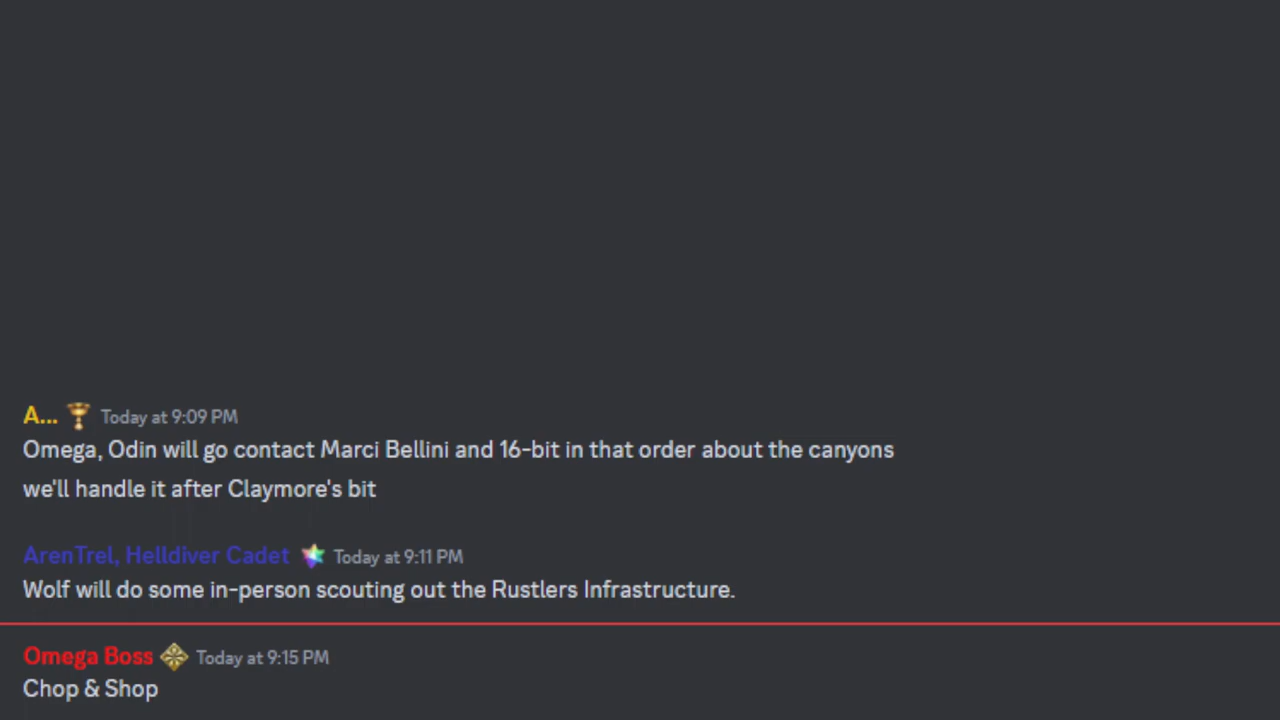 A... Today at 9:09 PM
Omega, Odin will go contact Marci Bellini and 16-bit in that order about the canyons
we'll handle it after Claymore's bit
ArenTrel, Helldiver Cadet Today at 9:11 PM
Wolf will do some in-person scouting out the Rustlers Infrastructure.
Omega Boss Today at 9:15 PM
Chop & Shop